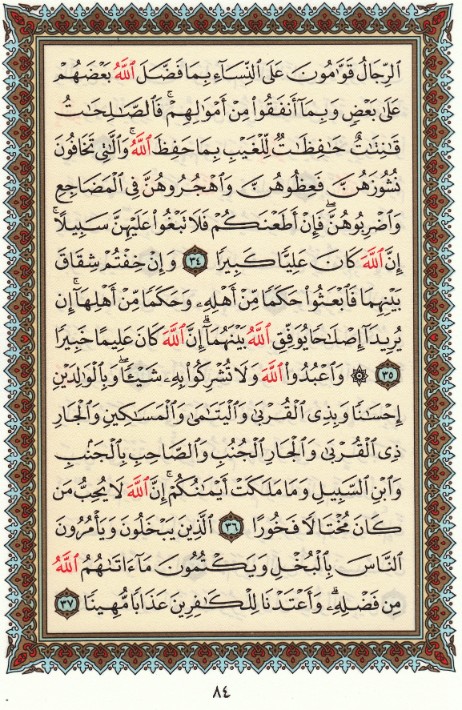 ٱلرِّجَالُ قَوَّٰمُونَ عَلَى ٱلنِّسَآءِ بِمَا فَضَّلَ ٱللَّهُ بَعْضَهُمْ
عَلَىٰ بَعْضٍ وَبِمَآ أَنفَقُوا۟ مِنْ أَمْوَٰلِهِمْ ۚ فَٱلصَّٰلِحَٰتُ
قَٰنِتَٰتٌ حَٰفِظَٰتٌ لِّلْغَيْبِ بِمَا حَفِظَ ٱللَّهُ ۚ وَٱلَّٰتِى تَخَافُونَ
نُشُوزَهُنَّ فَعِظُوهُنَّ وَٱهْجُرُوهُنَّ فِى ٱلْمَضَاجِعِ
وَٱضْرِبُوهُنَّ ۖ فَإِنْ أَطَعْنَكُمْ فَلَا تَبْغُوا۟ عَلَيْهِنَّ سَبِيلًا ۗ
إِنَّ ٱللَّهَ كَانَ عَلِيًّا كَبِيرًا ٣٤ وَإِنْ خِفْتُمْ شِقَاقَ
بَيْنِهِمَا فَٱبْعَثُوا۟ حَكَمًا مِّنْ أَهْلِهِۦ وَحَكَمًا مِّنْ أَهْلِهَآ إِن
يُرِيدَآ إِصْلَٰحًا يُوَفِّقِ ٱللَّهُ بَيْنَهُمَآ ۗ إِنَّ ٱللَّهَ كَانَ عَلِيمًا خَبِيرًا
٣٥ ۞ وَٱعْبُدُوا۟ ٱللَّهَ وَلَا تُشْرِكُوا۟ بِهِۦ شَيْـًٔا ۖ وَبِٱلْوَٰلِدَيْنِ
إِحْسَٰنًا وَبِذِى ٱلْقُرْبَىٰ وَٱلْيَتَٰمَىٰ وَٱلْمَسَٰكِينِ وَٱلْجَارِ
ذِى ٱلْقُرْبَىٰ وَٱلْجَارِ ٱلْجُنُبِ وَٱلصَّاحِبِ بِٱلْجَنۢبِ
وَٱبْنِ ٱلسَّبِيلِ وَمَا مَلَكَتْ أَيْمَٰنُكُمْ ۗ إِنَّ ٱللَّهَ لَا يُحِبُّ مَن
كَانَ مُخْتَالًا فَخُورًا ٣٦ ٱلَّذِينَ يَبْخَلُونَ وَيَأْمُرُونَ
ٱلنَّاسَ بِٱلْبُخْلِ وَيَكْتُمُونَ مَآ ءَاتَىٰهُمُ ٱللَّهُ
مِن فَضْلِهِۦ ۗ وَأَعْتَدْنَا لِلْكَٰفِرِينَ عَذَابًا مُّهِينًا ٣٧
٨٤